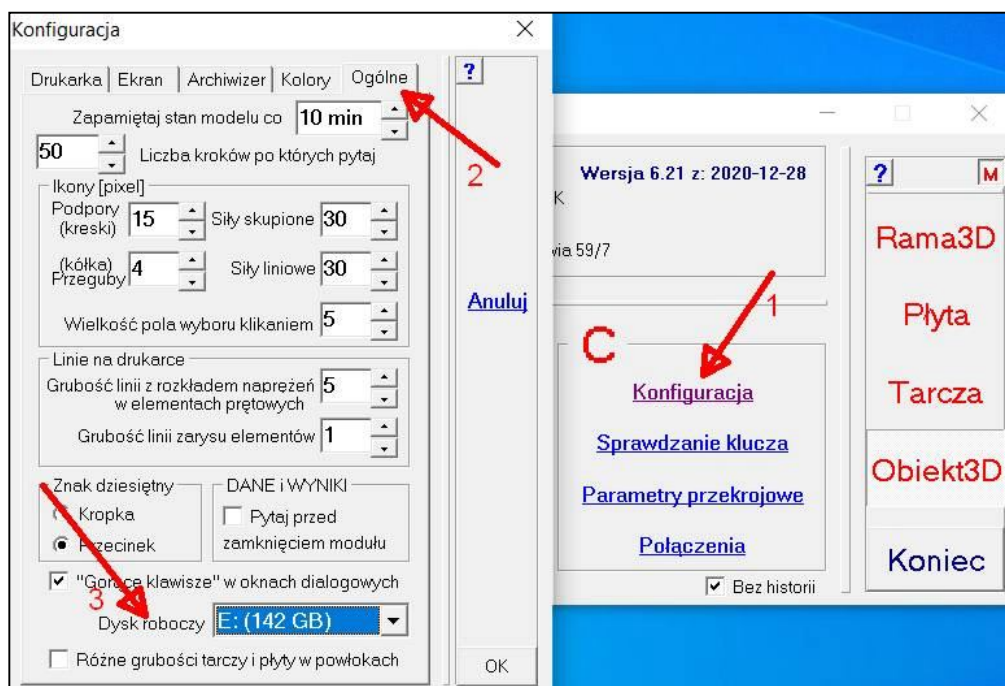 Konfiguracja
Drukarka Ekran Archiwizer Kolory Ogólne
?
Zapamiętaj stan modelu co 10 min
50 Liczba kroków po których pytaj
2
Ikony [pixel]
Podpory (kreski) 15 Siły skupione 30
(kółka) Przeguby 4 Siły liniowe 30
Wielkość pola wyboru klikaniem 5
Anuluj
Linie na drukarce
Grubość linii z rozkładem naprężeń
w elementach prętowych 5
Grubość linii zarysu elementów 1
Znak dziesiętny
Kropka
Przecinek
DANE i WYNIKI
Pytaj przed
zamknięciem modułu
"Gorące klawisze" w oknach dialogowych
3
Dysk roboczy E: (142 GB)
Różne grubości tarczy i płyty w powłokach
OK
Wersja 6.21 z: 2020-12-28
K
via 59/7
1
C
Konfiguracja
Sprawdzanie klucza
Parametry przekrojowe
Połączenia
Bez historii
? M
Rama3D
Płyta
Tarcza
Obiekt3D
Koniec